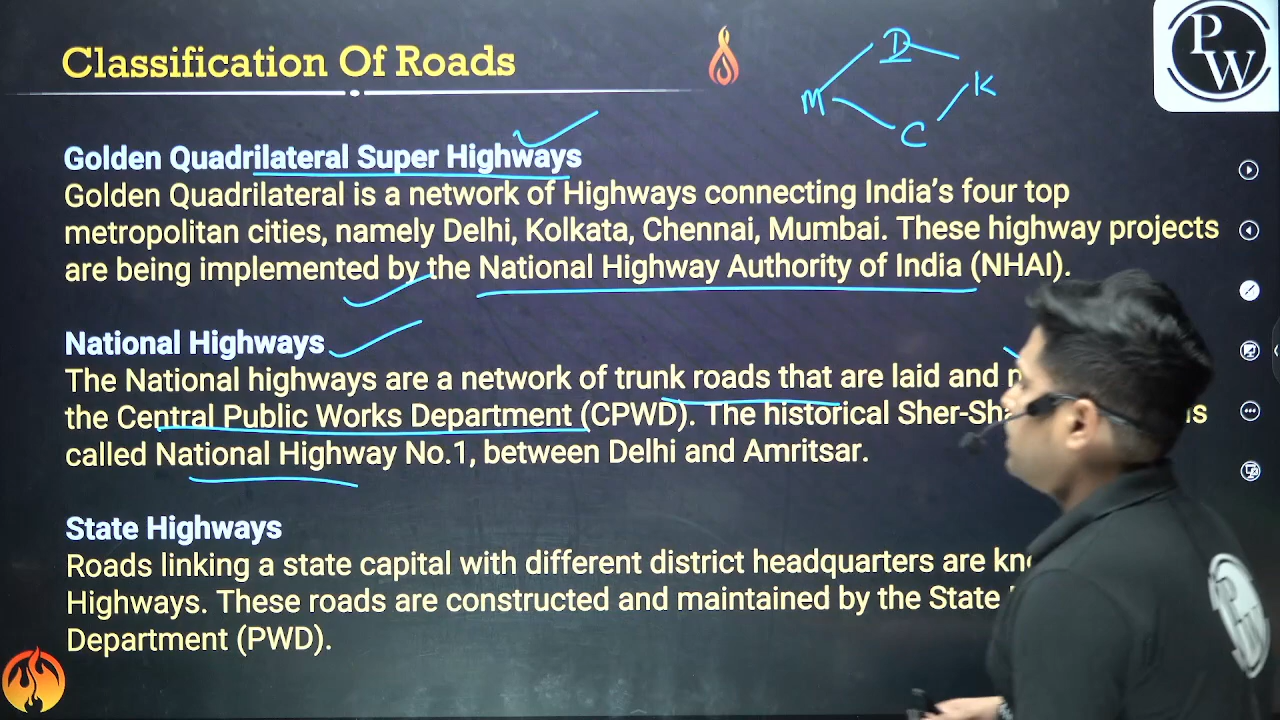 Classification Of Roads
D
M
K
C
PW
Golden Quadrilateral Super Highways
Golden Quadrilateral is a network of Highways connecting India's four top
metropolitan cities, namely Delhi, Kolkata, Chennai, Mumbai. These highway projects
are being implemented by the National Highway Authority of India (NHAI).
National Highways
The National highways are a network of trunk roads that are laid and
the Central Public Works Department (CPWD). The historical
called National Highway No.1, between Delhi and Amritsar.
State Highways
Roads linking a state capital with different district headquarters are
Highways. These roads are constructed and maintained by the State
Department (PWD).